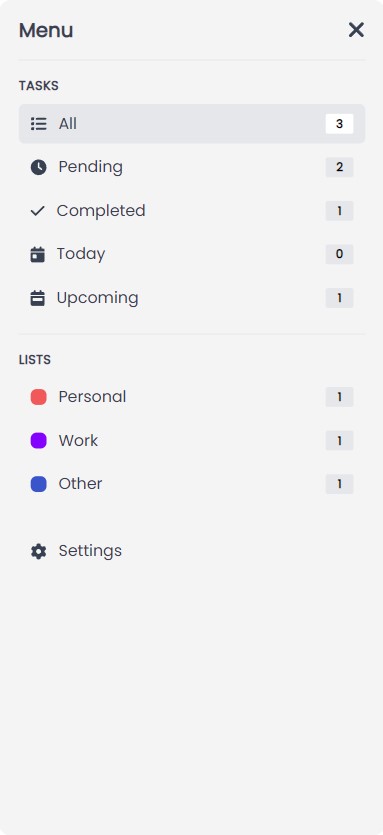 Menu
TASKS
All 3
Pending 2
Completed 1
Today 0
Upcoming 1
LISTS
Personal 1
Work 1
Other 1
Settings